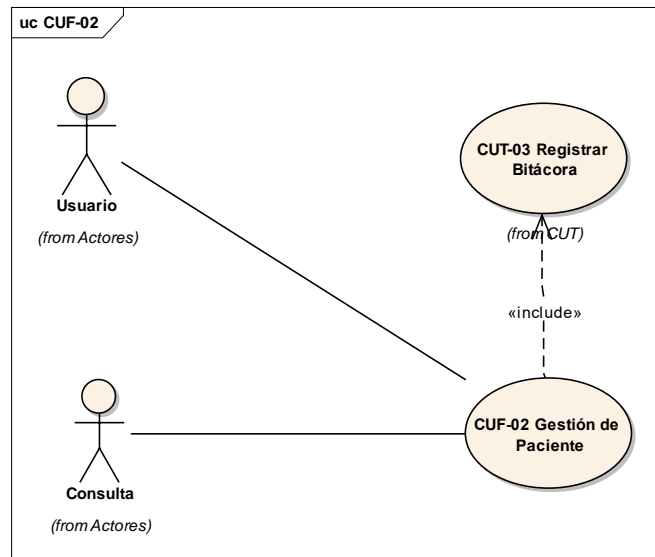 uc CUF-02
Usuario
(from Actores)
CUT-03 Registrar
Bitácora
(from CUT)
«include»
CUF-02 Gestión de
Paciente
Consulta
(from Actores)